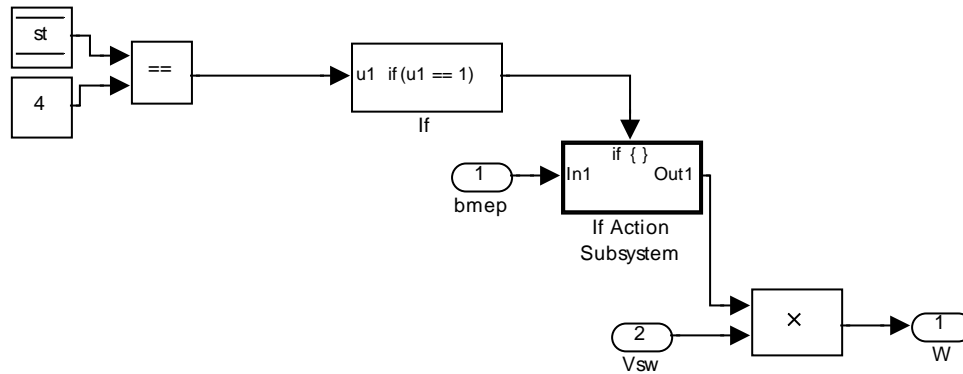 st
4
==
u1 if(u1 == 1)
If
if { }
In1
Out1
1
bmep
If Action
Subsystem
×
2
Vsw
1
W